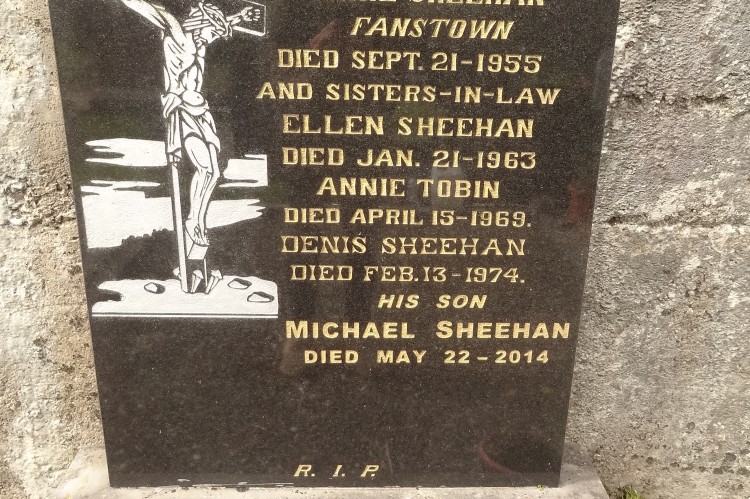 SHEEHAN
FANSTOWN
DIED SEPT. 21-1955
AND SISTERS-IN-LAW
ELLEN SHEEHAN
DIED JAN. 21-1963
ANNIE TOBIN
DIED APRIL 15-1969.
DENIS SHEEHAN
DIED FEB. 13-1974.
HIS SON
MICHAEL SHEEHAN
DIED MAY 22-2014
R. I. P.